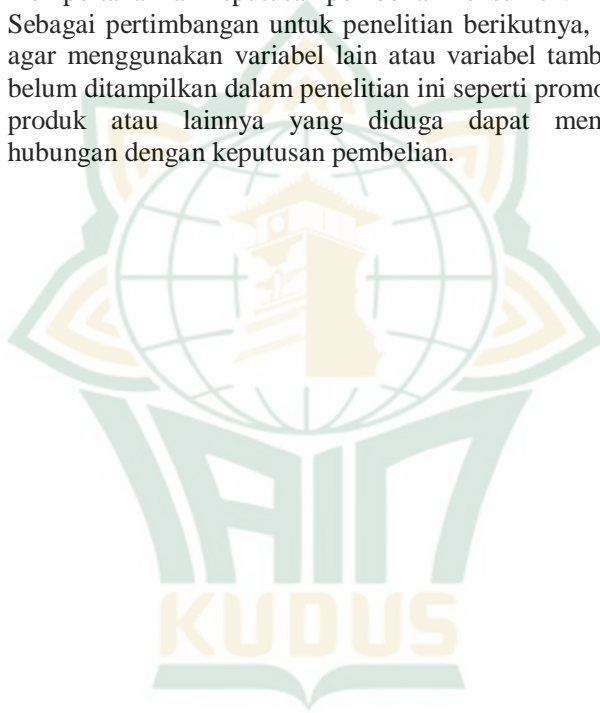 Sebagai pertimbangan untuk penelitian berikutnya,
agar menggunakan variabel lain atau variabel tamb
belum ditampilkan dalam penelitian ini seperti promo
produk atau lainnya yang diduga dapat men
hubungan dengan keputusan pembelian.
IAIN
KUDUS